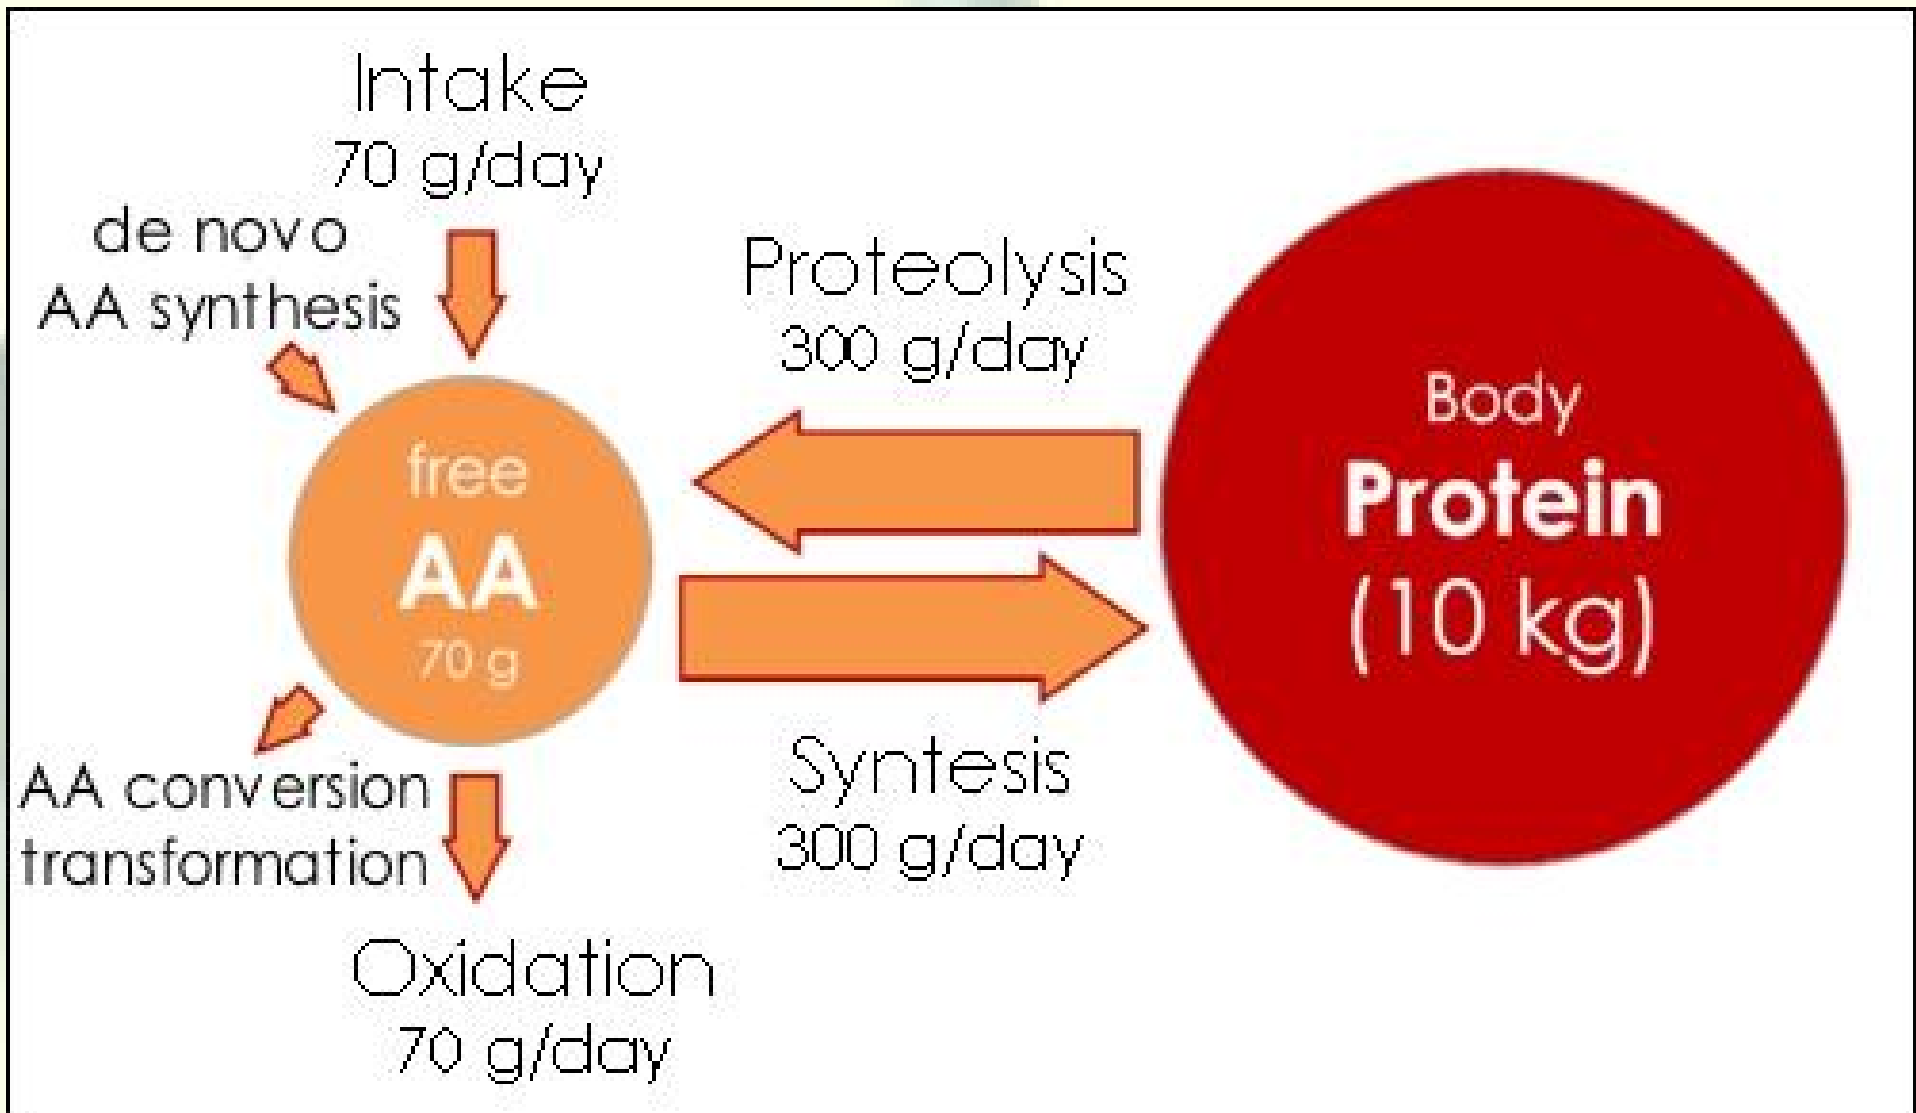 Intake
70 g/day
de novo
AA synthesis
Proteolysis
300 g/day
free
AA
70 g
Body
Protein
(10 kg)
AA conversion
transformation
Syntesis
300 g/day
Oxidation
70 g/day